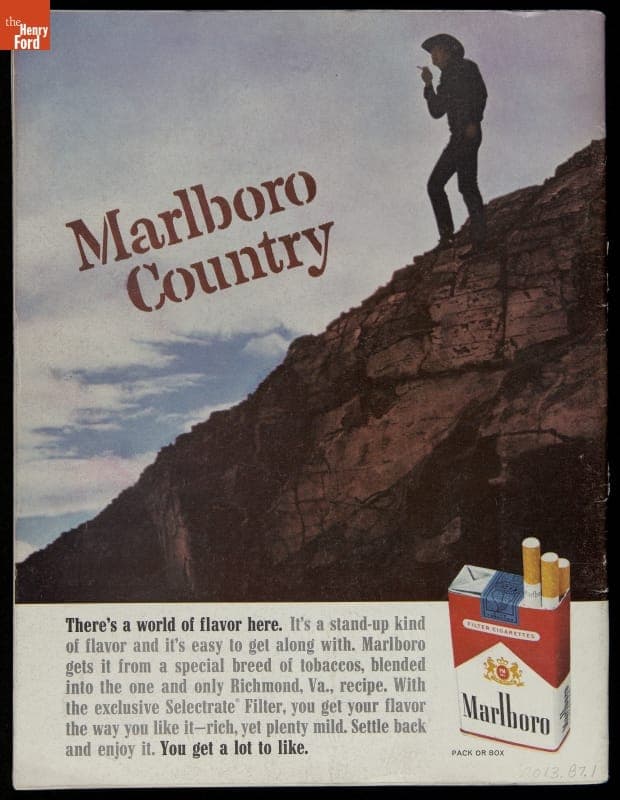 the
Henry
Ford
Marlboro
Country
There's a world of flavor here. It's a stand-up kind
of flavor and it's easy to get along with. Marlboro
gets it from a special breed of tobaccos, blended
into the one and only Richmond, Va., recipe. With
the exclusive Selectrate® Filter, you get your flavor
the way you like it—rich, yet plenty mild. Settle back
and enjoy it. You get a lot to like.
FILTER CIGARETTES
Marlboro
Marlboro
PACK OR BOX
2013.87.1